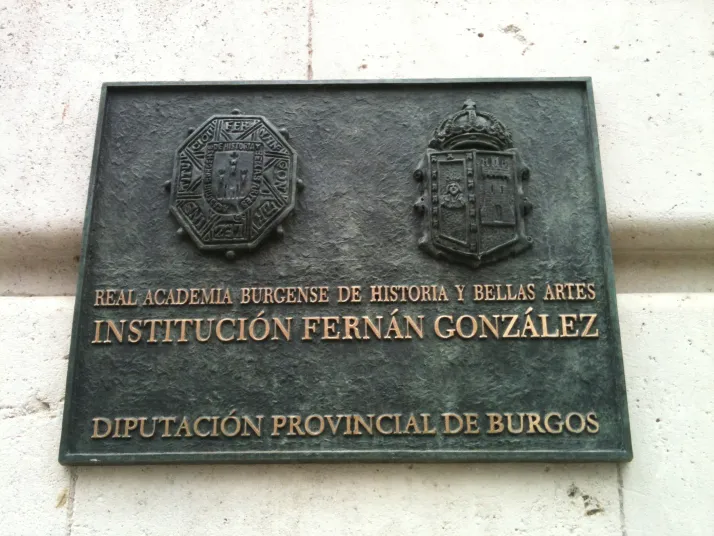 REAL ACADEMIA BURGENSE DE HISTORIA Y BELLAS ARTES
INSTITUCIÓN FERNÁN GONZÁLEZ
DIPUTACIÓN PROVINCIAL DE BURGOS